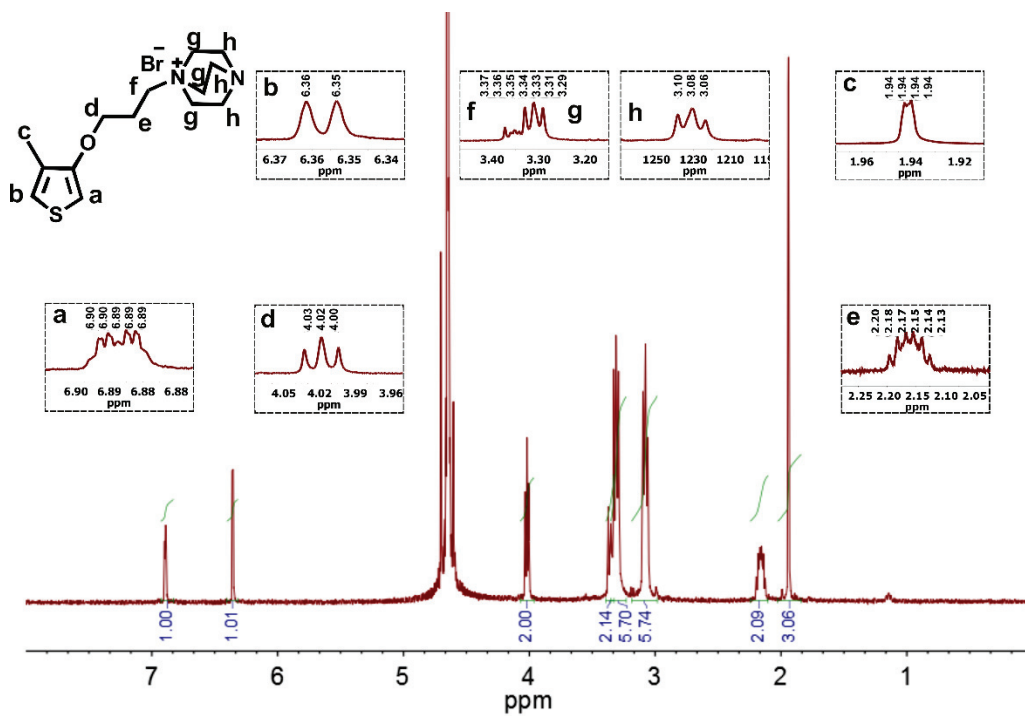 g
h
Br−
N+
g
h
N
f
g
h
d
e
c
O
b
a
S
b
6.36
6.35
6.37 6.36 6.35 6.34
ppm
f
3.37
3.36
3.35
3.34
3.33
3.31
3.29
g
3.40 3.30 3.20
ppm
h
3.10
3.08
3.06
1250 1230 1210 119
ppm
c
1.94
1.94
1.94
1.94
1.96 1.94 1.92
ppm
a
6.90
6.90
6.89
6.89
6.89
6.90 6.89 6.88 6.88
ppm
d
4.03
4.02
4.00
4.05 4.02 3.99 3.96
ppm
e
2.20
2.18
2.17
2.15
2.14
2.13
2.25 2.20 2.15 2.10 2.05
ppm
1.00
1.01
2.00
2.14
5.70
5.74
2.09
3.06
7 6 5 4 3 2 1
ppm